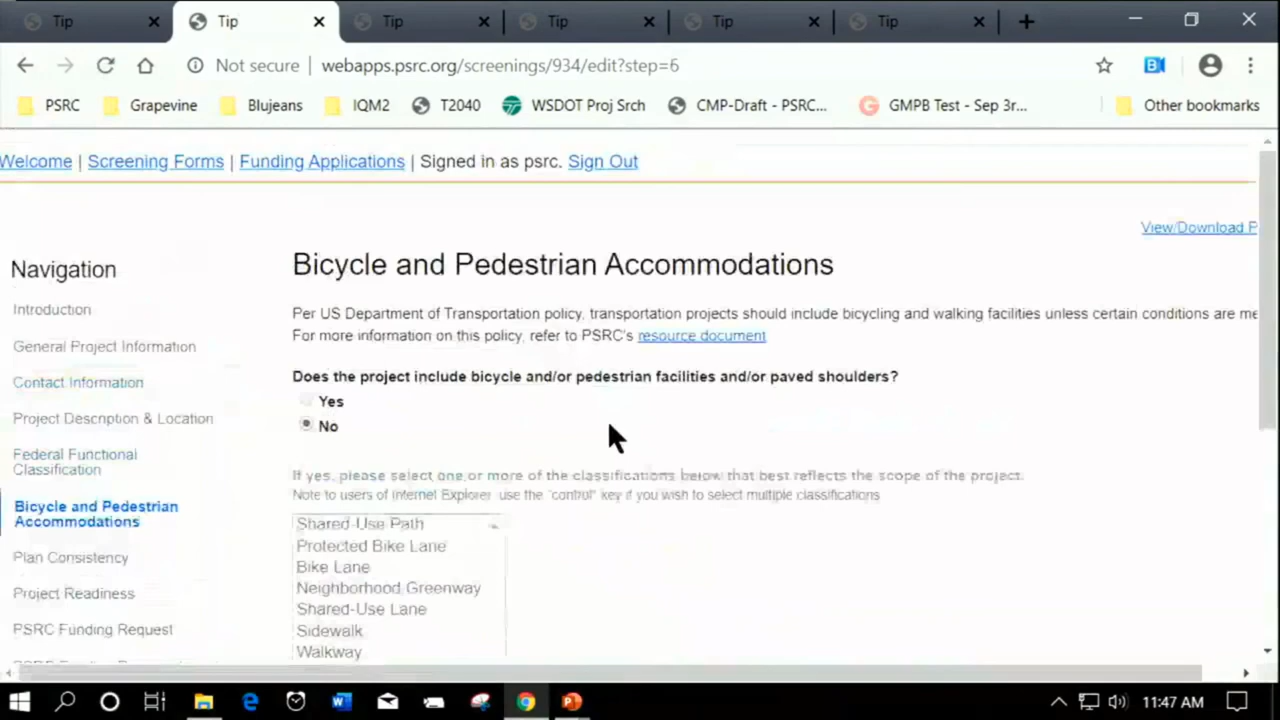 Tip
Tip
Tip
Tip
Tip
Tip
Not secure
webapps.psrc.org/screenings/934/edit?step=6
PSRC
Grapevine
Blujeans
IQM2
T2040
WSDOT Proj Srch
CMP-Draft - PSRC...
GMPB Test - Sep 3r...
Other bookmarks
Welcome | Screening Forms | Funding Applications | Signed in as psrc. Sign Out
View/Download P
Navigation
Introduction
General Project Information
Contact Information
Project Description & Location
Federal Functional
Classification
Bicycle and Pedestrian
Accommodations
Plan Consistency
Project Readiness
PSRC Funding Request
Bicycle and Pedestrian Accommodations
Per US Department of Transportation policy, transportation projects should include bicycling and walking facilities unless certain conditions are me
For more information on this policy, refer to PSRC's resource document
Does the project include bicycle and/or pedestrian facilities and/or paved shoulders?
Yes
No
If yes, please select one or more of the classifications below that best reflects the scope of the project.
Note to users of Internet Explorer use the "control" key if you wish to select multiple classifications
Shared-Use Path
Protected Bike Lane
Bike Lane
Neighborhood Greenway
Shared-Use Lane
Sidewalk
Walkway
11:47 AM